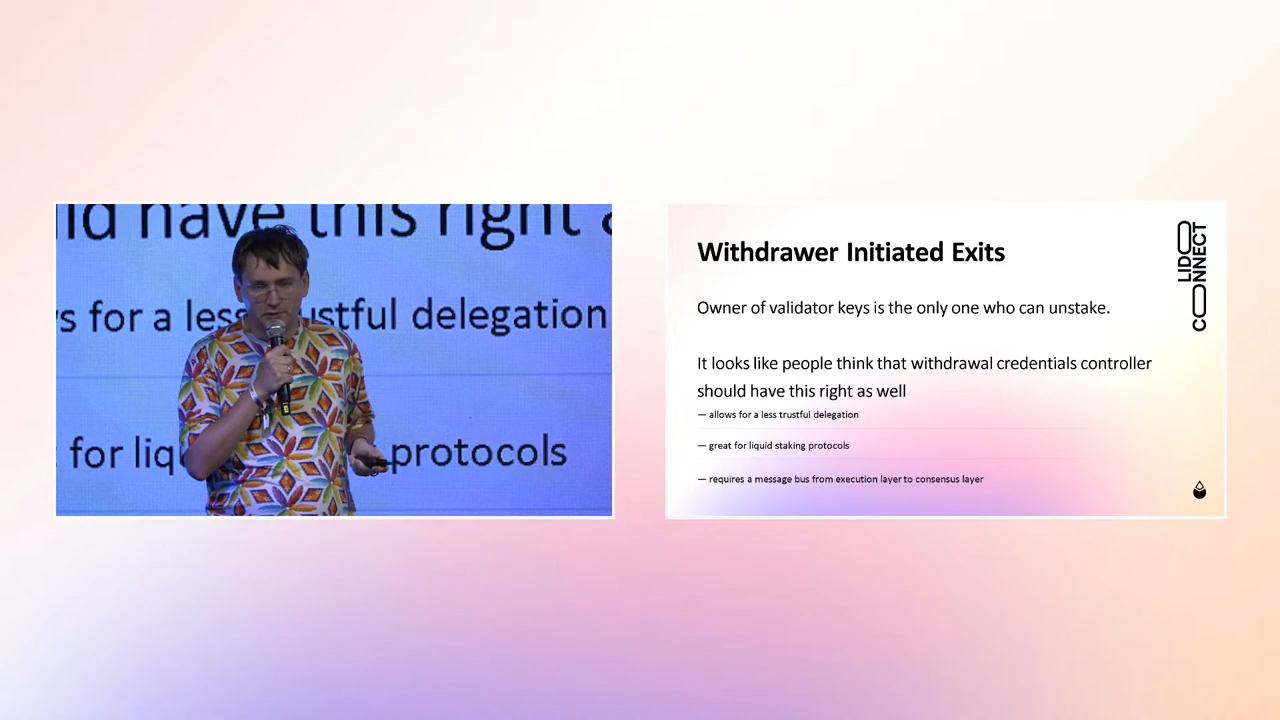 ld have this right a
s for a less ustful delegation
for liq protocols
Withdrawer Initiated Exits
Owner of validator keys is the only one who can unstake.
It looks like people think that withdrawal credentials controller
should have this right as well
— allows for a less trustful delegation
— great for liquid staking protocols
— requires a message bus from execution layer to consensus layer
LIDO
CONNECT